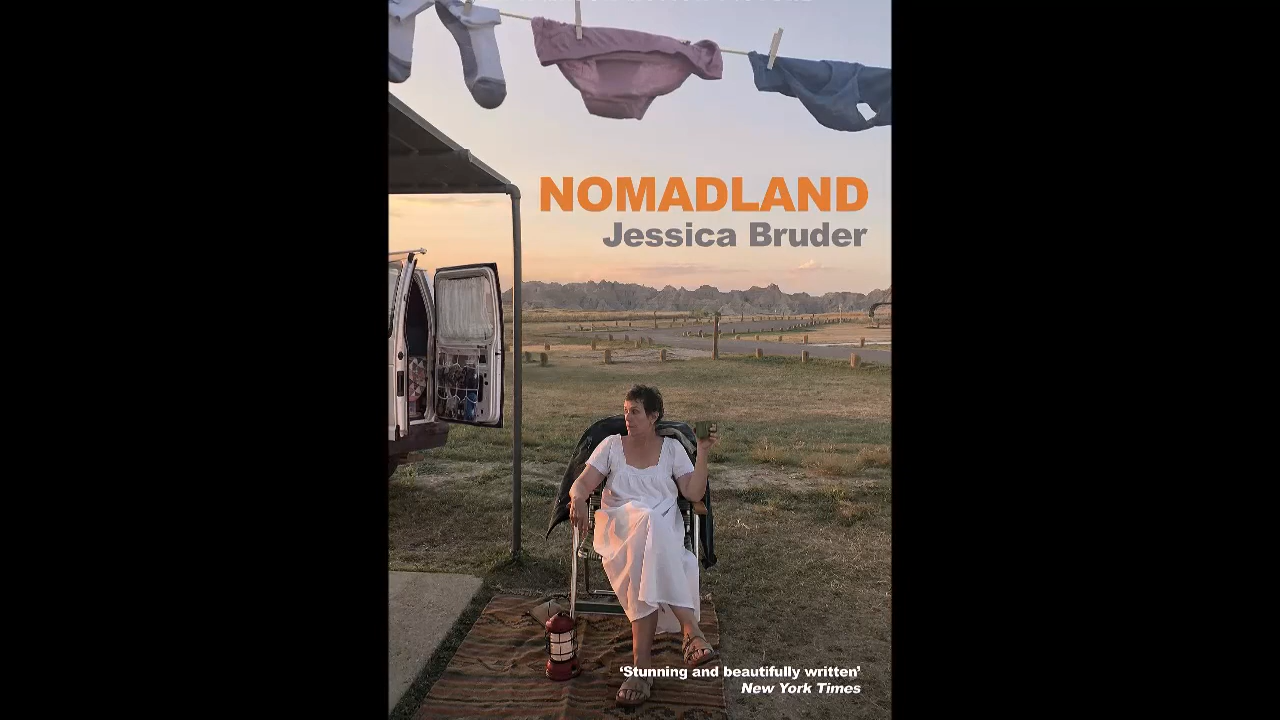 NOMADLAND
Jessica Bruder
‘Stunning and beautifully written’
New York Times